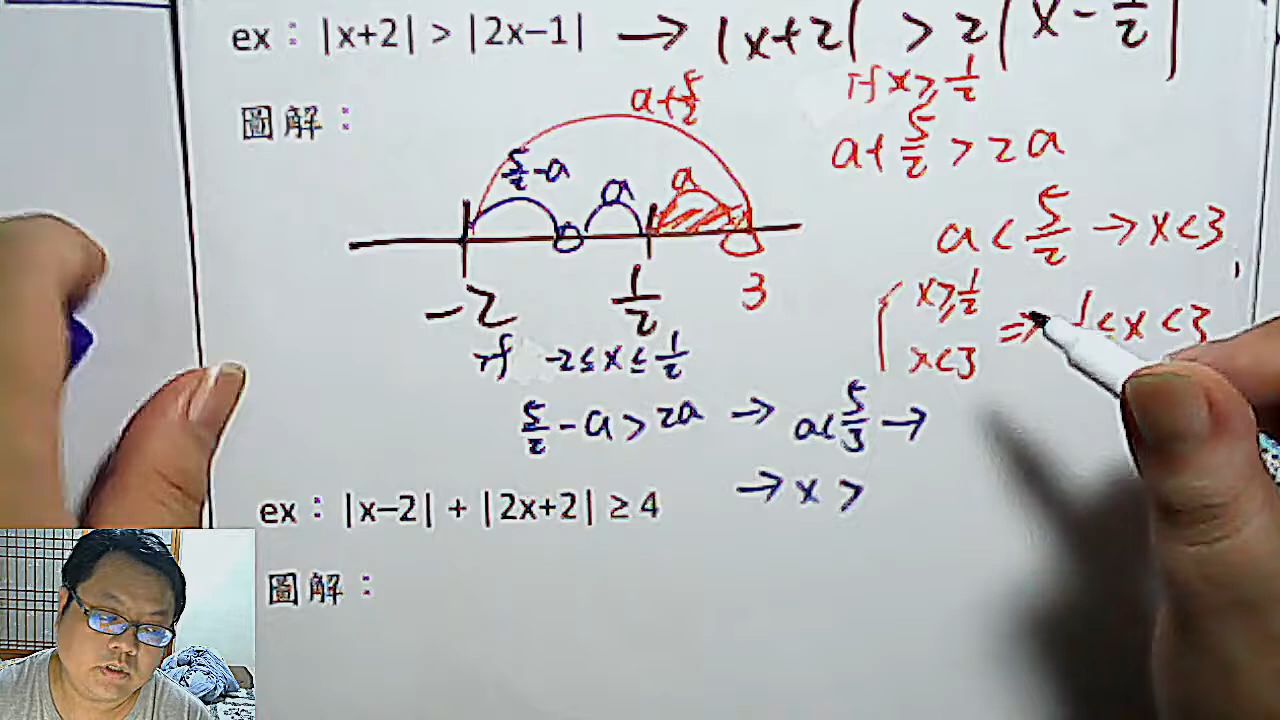 ex：|x+2| > |2x−1| → |x+2| > 2|x-1/2|
if x≥1/2
圖解：
a+5/2
a+5/2 > 2a
5/2-a
a
a
a<5/2 → x<3
-2
1/2
3
x≥1/2
x<3
⇒ 1/2≤x<3
if -2≤x≤1/2
5/2-a>2a → a<5/3 →
→ x >
ex：|x−2| + |2x+2| ≥ 4
圖解：